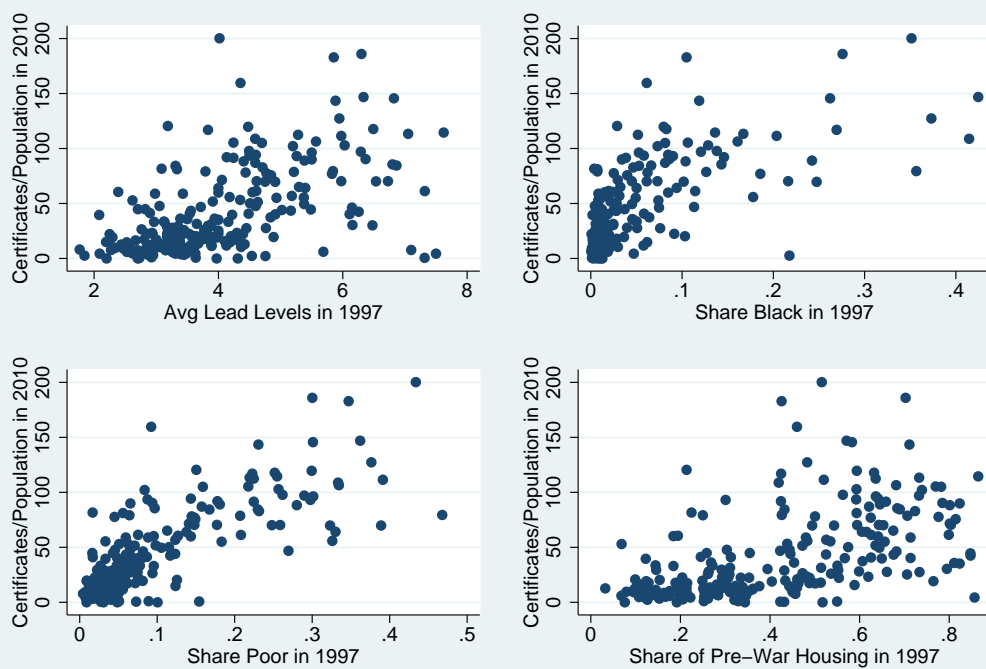 Certificates/Population in 2010
200
150
100
50
0
2 4 6 8
Avg Lead Levels in 1997
Certificates/Population in 2010
200
150
100
50
0
0 .1 .2 .3 .4
Share Black in 1997
Certificates/Population in 2010
200
150
100
50
0
0 .1 .2 .3 .4 .5
Share Poor in 1997
Certificates/Population in 2010
200
150
100
50
0
0 .2 .4 .6 .8
Share of Pre−War Housing in 1997